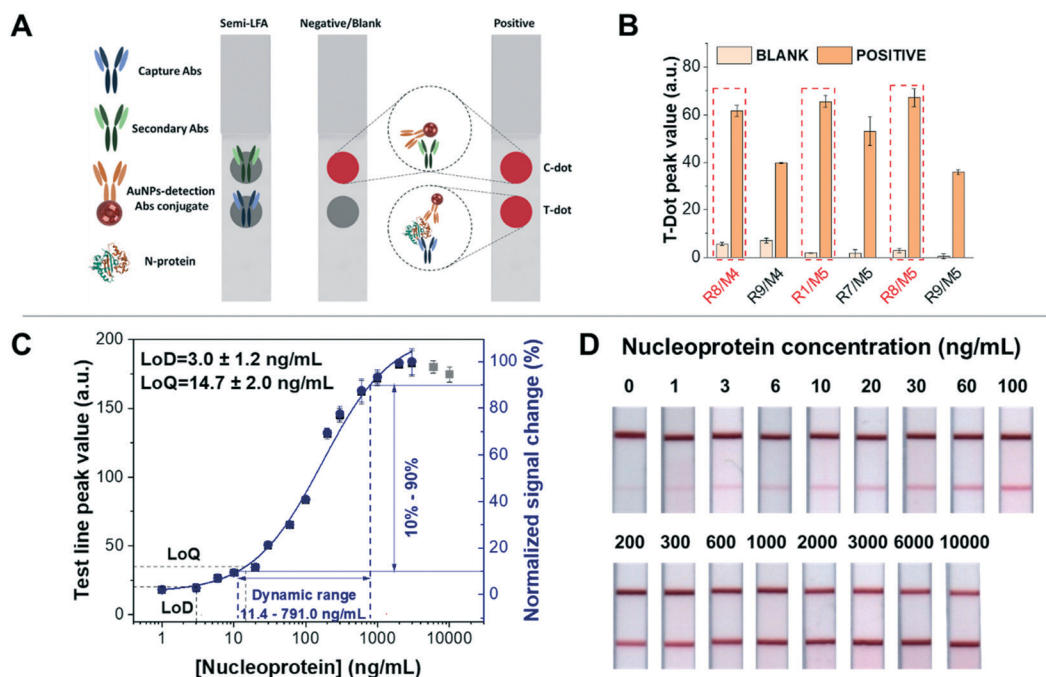 A
Semi-LFA
Negative/Blank
Positive
Capture Abs
Secondary Abs
AuNPs-detection
Abs conjugate
N-protein
C-dot
T-dot
B
BLANK
POSITIVE
T-Dot peak value (a.u.)
80
60
40
20
0
R8/M4
R9/M4
R1/M5
R7/M5
R8/M5
R9/M5
C
LoD=3.0 ± 1.2 ng/mL
LoQ=14.7 ± 2.0 ng/mL
Test line peak value (a.u.)
200
175
150
125
100
75
50
25
0
LoQ
LoD
10% - 90%
Dynamic range
11.4 - 791.0 ng/mL
Normalized signal change (%)
100
80
60
40
20
0
1
10
100
1000
10000
[Nucleoprotein] (ng/mL)
D
Nucleoprotein concentration (ng/mL)
0 1 3 6 10 20 30 60 100
200 300 600 1000 2000 3000 6000 10000